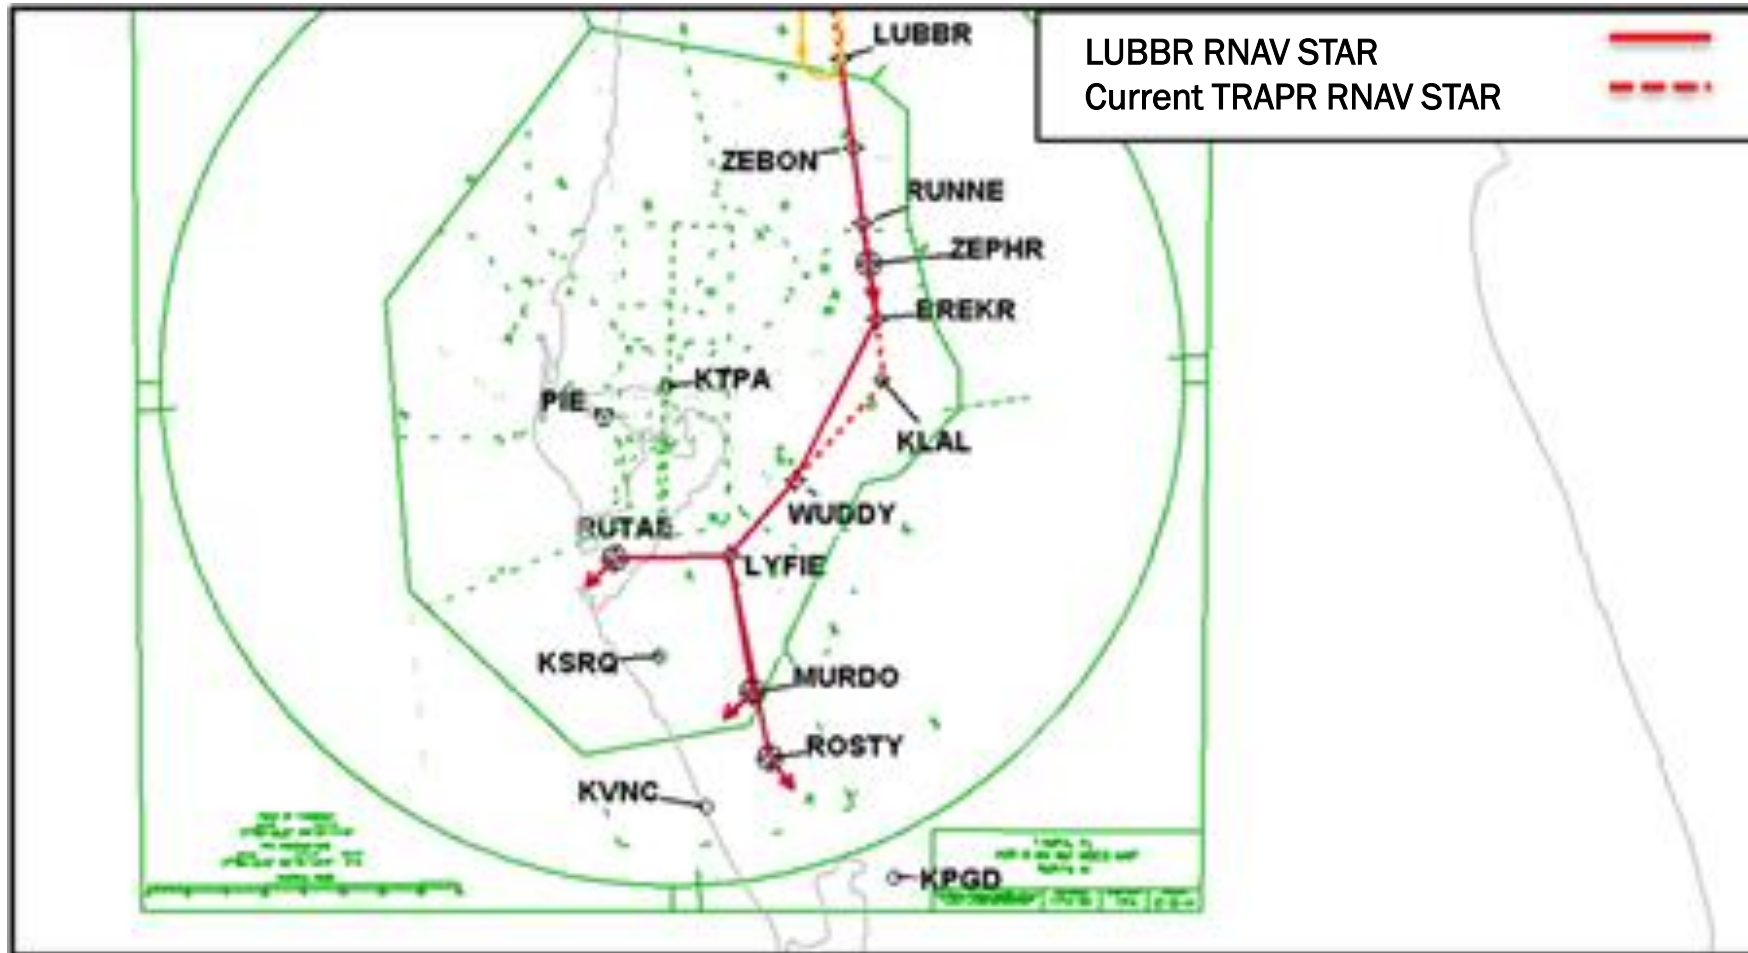 LUBBR
LUBBR RNAV STAR
Current TRAPR RNAV STAR
ZEBON
RUNNE
ZEPHR
BREKR
KTPA
PIE
KLAL
WUDDY
RUTAE
LYFIE
KSRQ
MURDO
ROSTY
KVNC
KPGD